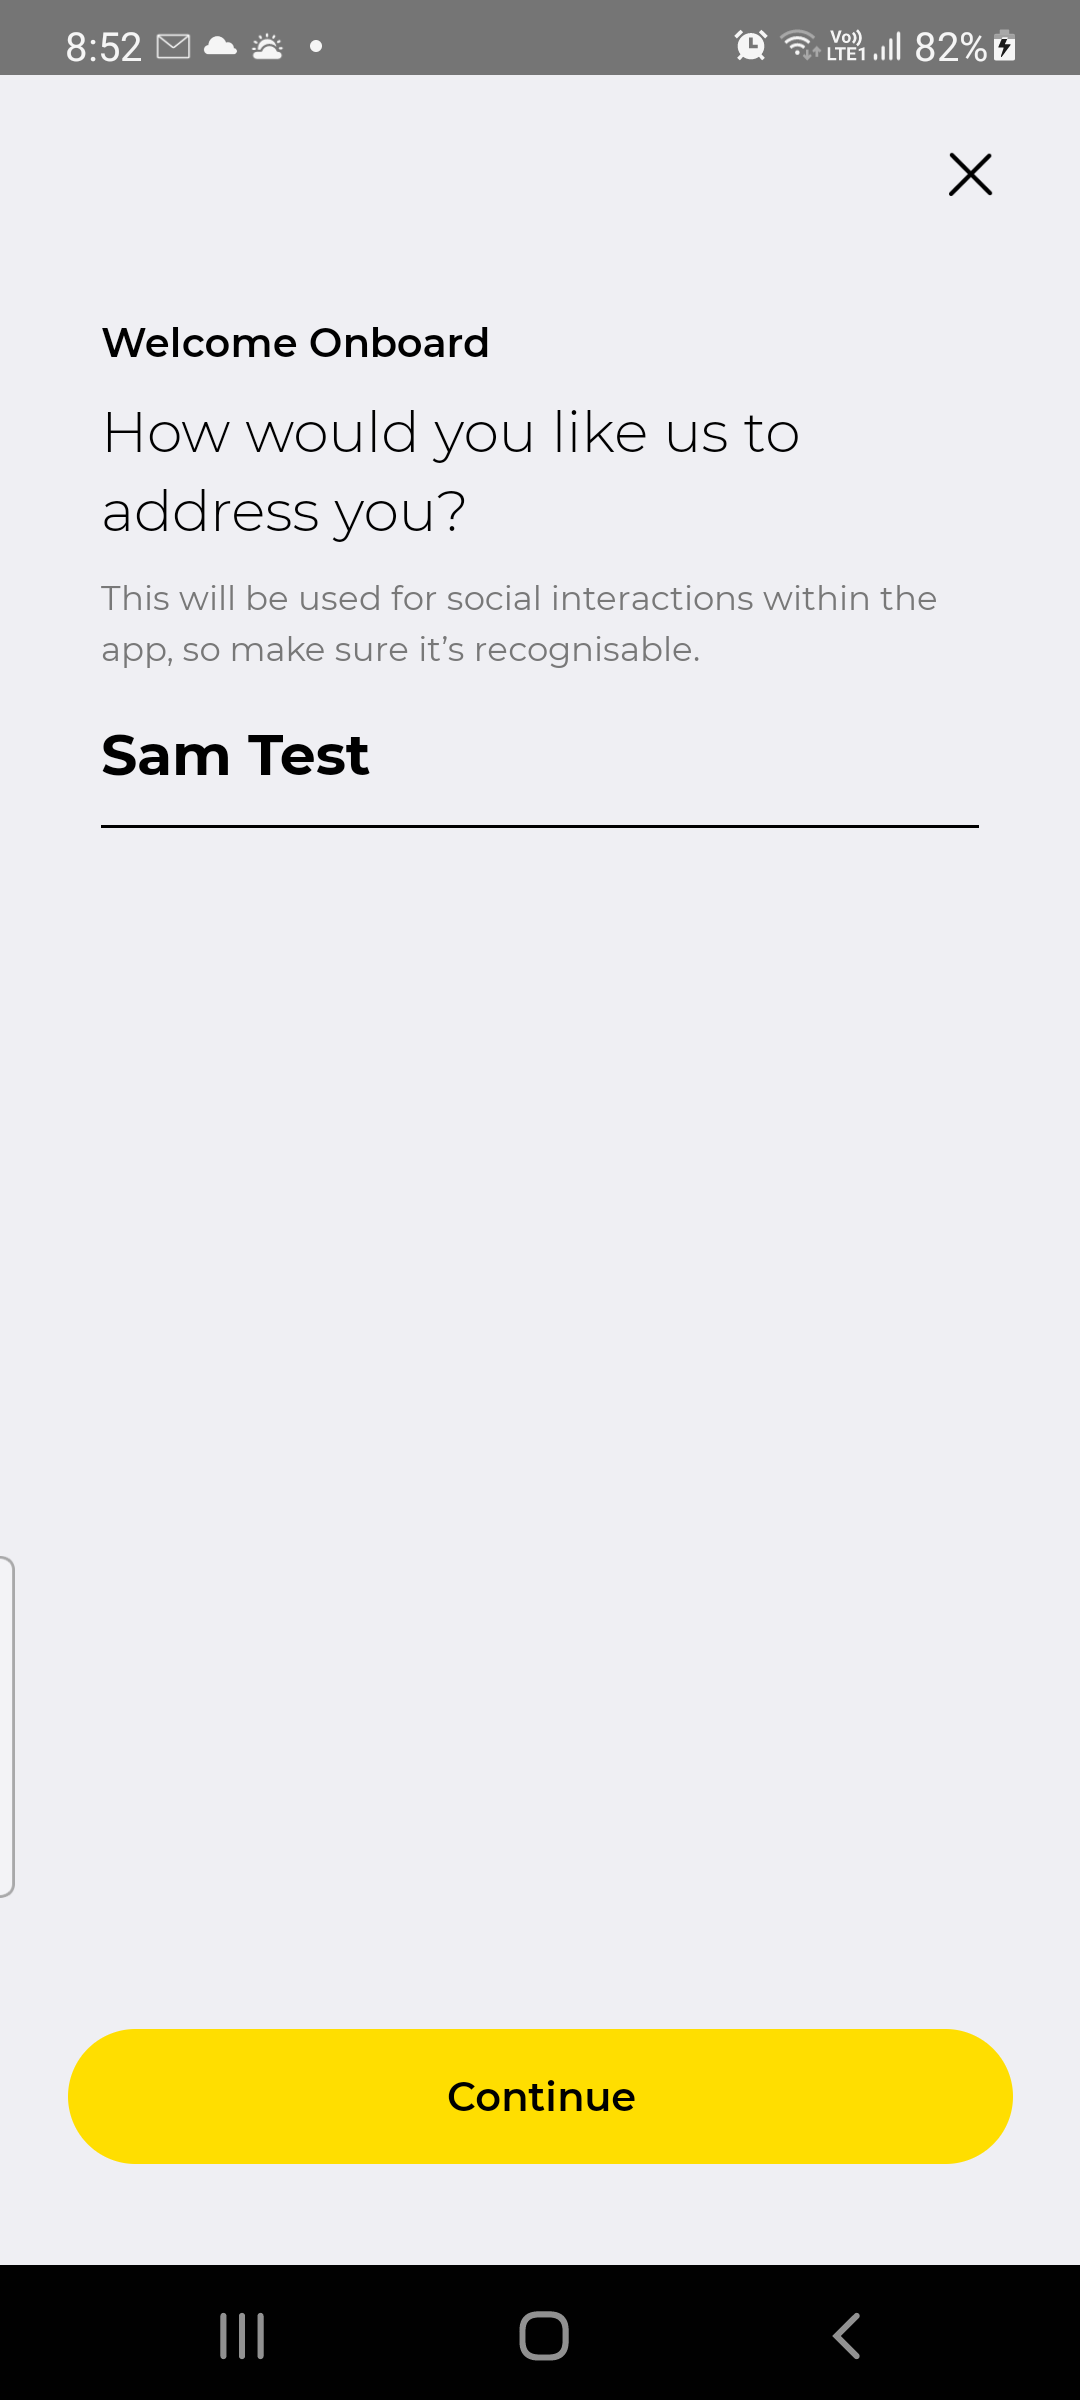 8:52
Vo))
LTE1
82%
Welcome Onboard
How would you like us to
address you?
This will be used for social interactions within the
app, so make sure it’s recognisable.
Sam Test
Continue